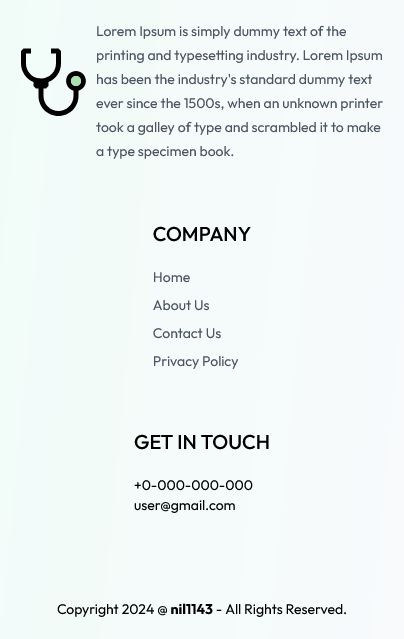 Lorem Ipsum is simply dummy text of the
printing and typesetting industry. Lorem Ipsum
has been the industry's standard dummy text
ever since the 1500s, when an unknown printer
took a galley of type and scrambled it to make
a type specimen book.
COMPANY
Home
About Us
Contact Us
Privacy Policy
GET IN TOUCH
+0-000-000-000
user@gmail.com
Copyright 2024 @ nil1143 - All Rights Reserved.